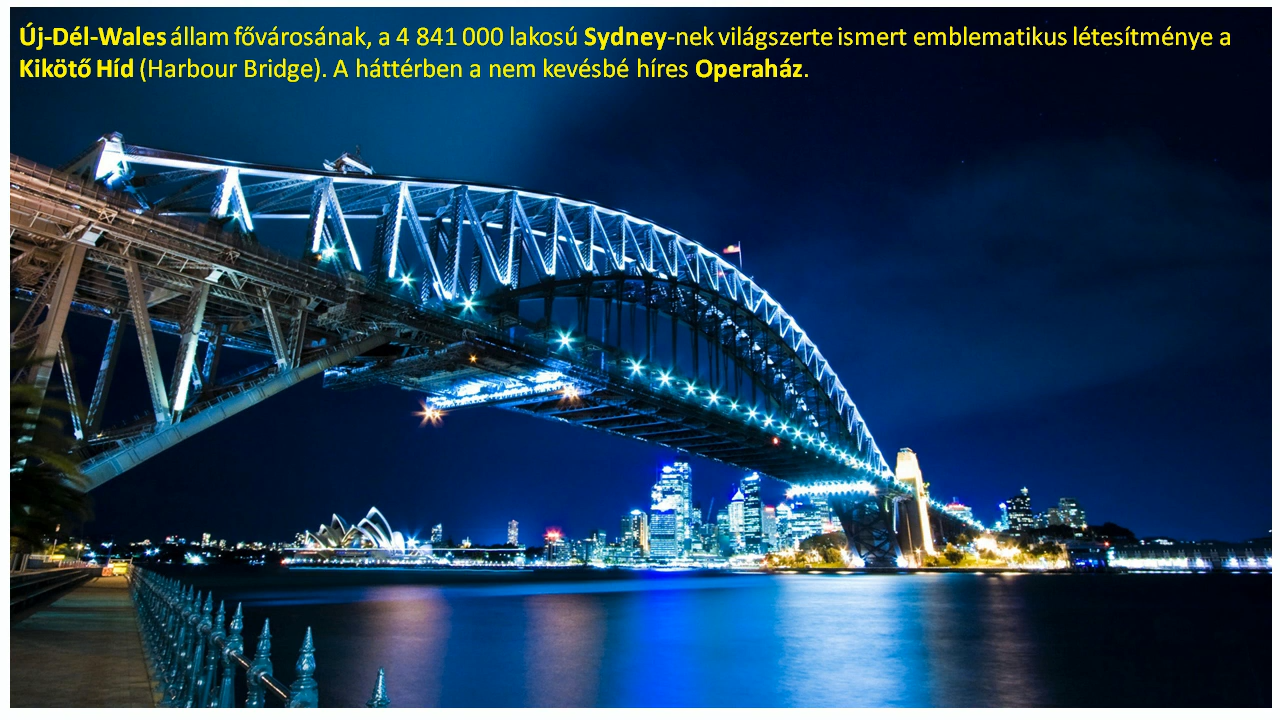 Új-Dél-Wales állam fővárosának, a 4 841 000 lakosú Sydney-nek világszerte ismert emblematikus létesítménye a
Kikötő Híd (Harbour Bridge). A háttérben a nem kevésbé híres Operaház.